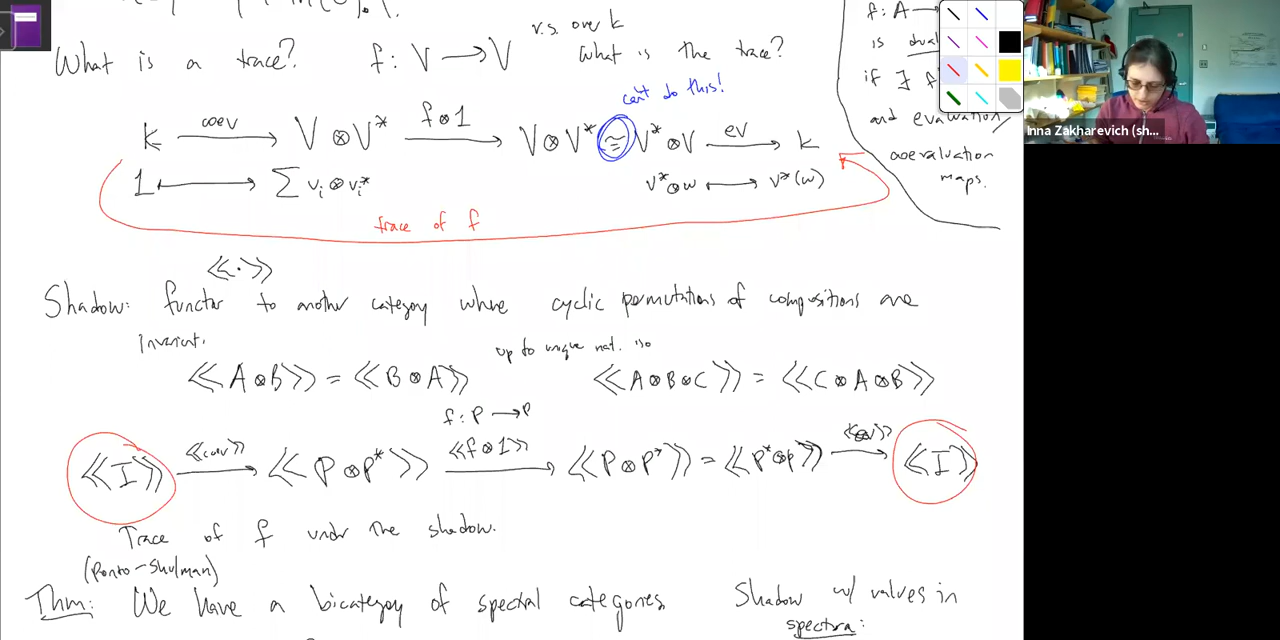 v.s. over k
What is a trace? f: V → V What is the trace?
can't do this!
k coev→ V ⊗ V* f⊗1→ V ⊗ V* ≅ V* ⊗ V ev→ k
1 ↦ ∑ vᵢ ⊗ vᵢ* v* ⊗ w ↦ v*(w)
trace of f
f: A →
is dual
if ∃ f
and evaluation/
coevaluation
maps.
Inna Zakharevich (sh...
⟪·⟫
Shadow: functor to another category where cyclic permutations of compositions are
invariant.
up to unique nat. iso
⟪A⊗B⟫ = ⟪B⊗A⟫ ⟪A⊗B⊗C⟫ = ⟪C⊗A⊗B⟫
f: P → P
⟪I⟫ ⟪coev⟫→ ⟪P⊗P*⟫ ⟪f⊗1⟫→ ⟪P⊗P*⟫ = ⟪P*⊗P⟫ → ⟪I⟫
Trace of f under the shadow.
(Ponto-Shulman)
Thm: We have a bicategory of spectral categories
Shadow w/ values in
spectra: